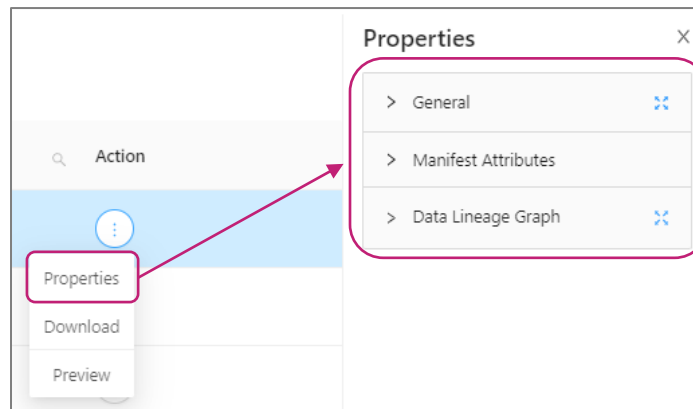 Properties
General
Manifest Attributes
Data Lineage Graph
Action
Properties
Download
Preview